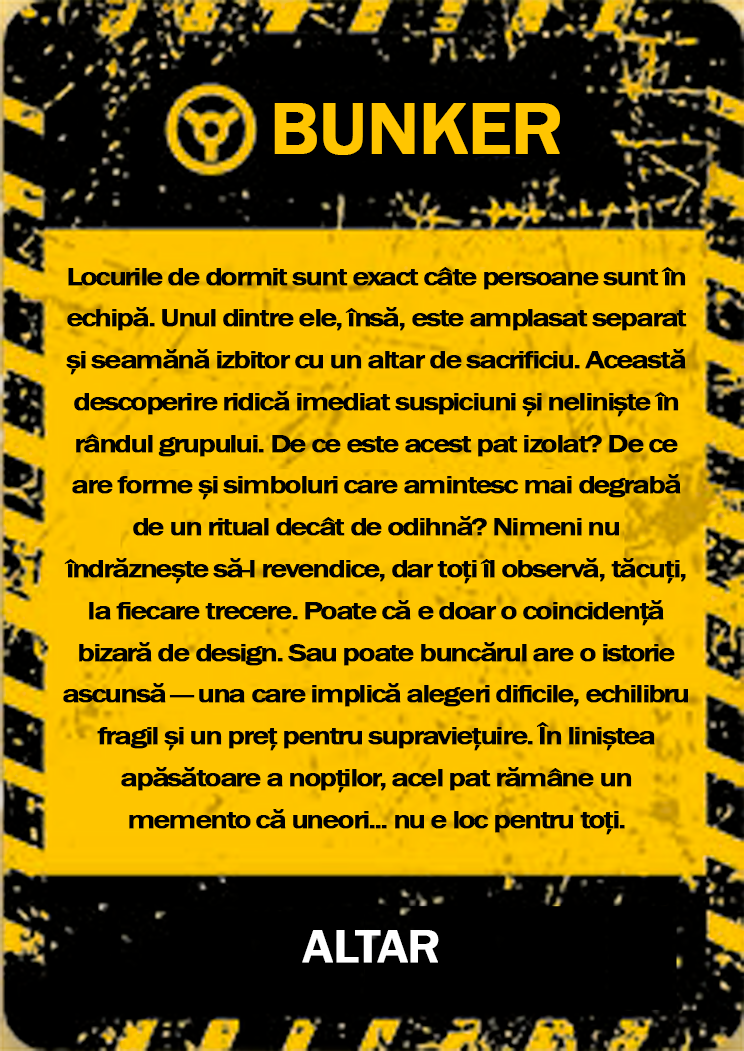 BUNKER
Locurile de dormit sunt exact câte persoane sunt în
echipă. Unul dintre ele, însă, este amplasat separat
și seamănă izbitor cu un altar de sacrificiu. Această
descoperire ridică imediat suspiciuni și neliniște în
rândul grupului. De ce este acest pat izolat? De ce
are forme și simboluri care amintesc mai degrabă
de un ritual decât de odihnă? Nimeni nu
îndrăznește să-l revendice, dar toți îl observă, tăcuți,
la fiecare trecere. Poate că e doar o coincidență
bizară de design. Sau poate buncărul are o istorie
ascunsă — una care implică alegeri dificile, echilibru
fragil și un preț pentru supraviețuire. În liniștea
apăsătoare a nopților, acel pat rămâne un
memento că uneori... nu e loc pentru toți.
ALTAR